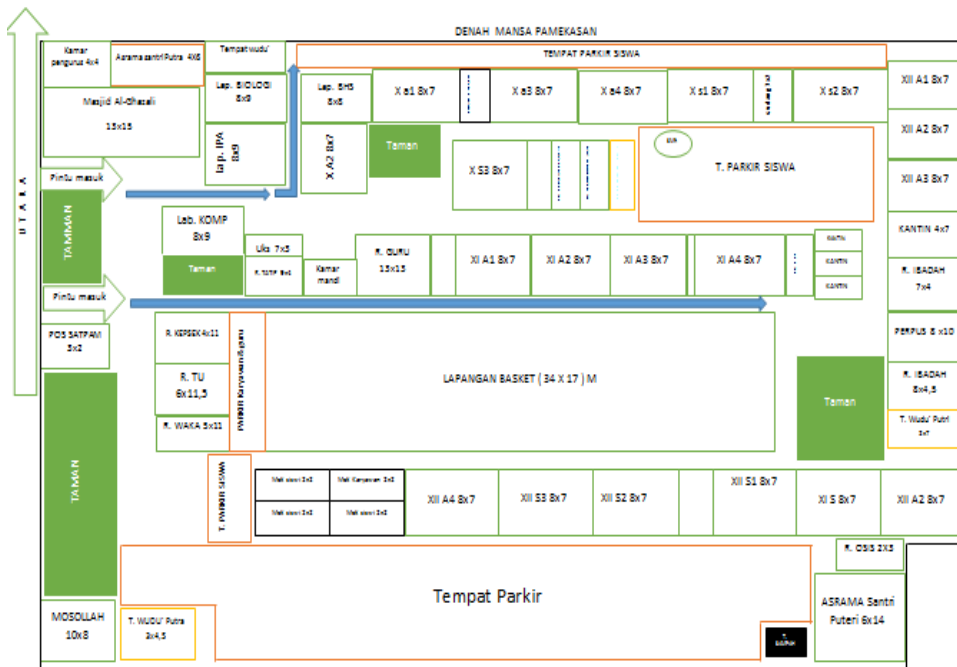 DENAH MANSA PAMEKASAN
UTARA
Kamar
pengurus 4x4
Asrama santri Putra 4X6
Tempat wudu'
TEMPAT PARKIR SISWA
Masjid Al-Ghazali
15x15
Lap. BIOLOGI
8x9
Lap. BHS
8x8
X a1 8x7
X a3 8x7
X a4 8x7
X s1 8x7
X s2 8x7
XII A1 8x7
Lap. IPA
8x9
X A2 8x7
Taman
X S3 8x7
T. PARKIR SISWA
XII A2 8x7
XII A3 8x7
Pintu masuk
TAMMAN
Lab. KOMP
8x9
Taman
Uks 7x5
Kamar
mandi
R. GURU
15x15
XI A1 8x7
XI A2 8x7
XI A3 8x7
XI A4 8x7
KANTIN
KANTIN
KANTIN 4x7
R. IBADAH
7x4
Pintu masuk
POS SATPAM
3x2
R. KEPSEK 4x11
R. TU
6x11,5
R. WAKA 5x11
PARKIR Karyawan &guru
LAPANGAN BASKET ( 34 X 17 ) M
Taman
PERPUS 8 x10
R. IBADAH
8x4,5
T. Wudu' Putri
TAMAN
T. PARKIR SISWA
XII A4 8x7
XII S3 8x7
XII S2 8x7
XII S1 8x7
XI S 8x7
XII A2 8x7
R. OSIS 2X3
Tempat Parkir
ASRAMA Santri
Puteri 6x14
MOSOLLAH
10x8
T. WUDU' Putra